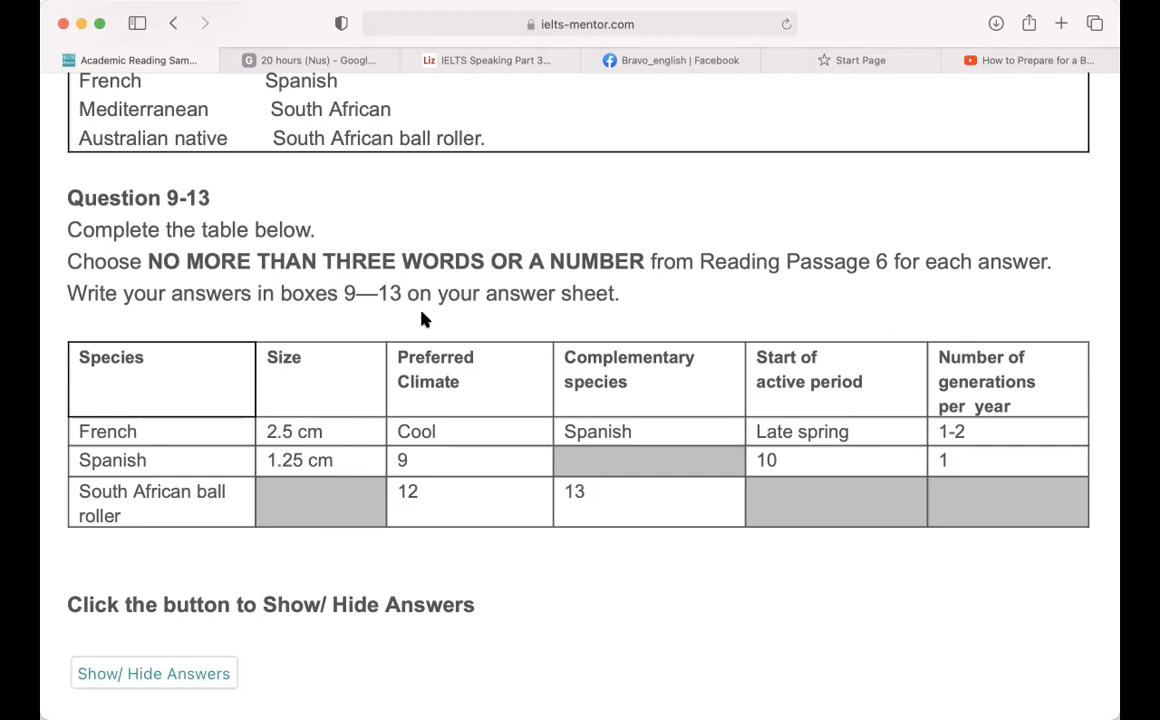 ielts-mentor.com
Academic Reading Sam...
G 20 hours (Nus) - Googl...
Liz IELTS Speaking Part 3...
Bravo_english | Facebook
Start Page
How to Prepare for a B...
French Spanish
Mediterranean South African
Australian native South African ball roller.
Question 9-13
Complete the table below.
Choose NO MORE THAN THREE WORDS OR A NUMBER from Reading Passage 6 for each answer.
Write your answers in boxes 9—13 on your answer sheet.
Species Size Preferred Climate Complementary species Start of active period Number of generations per year
French 2.5 cm Cool Spanish Late spring 1-2
Spanish 1.25 cm 9 10 1
South African ball roller 12 13
Click the button to Show/ Hide Answers
Show/ Hide Answers